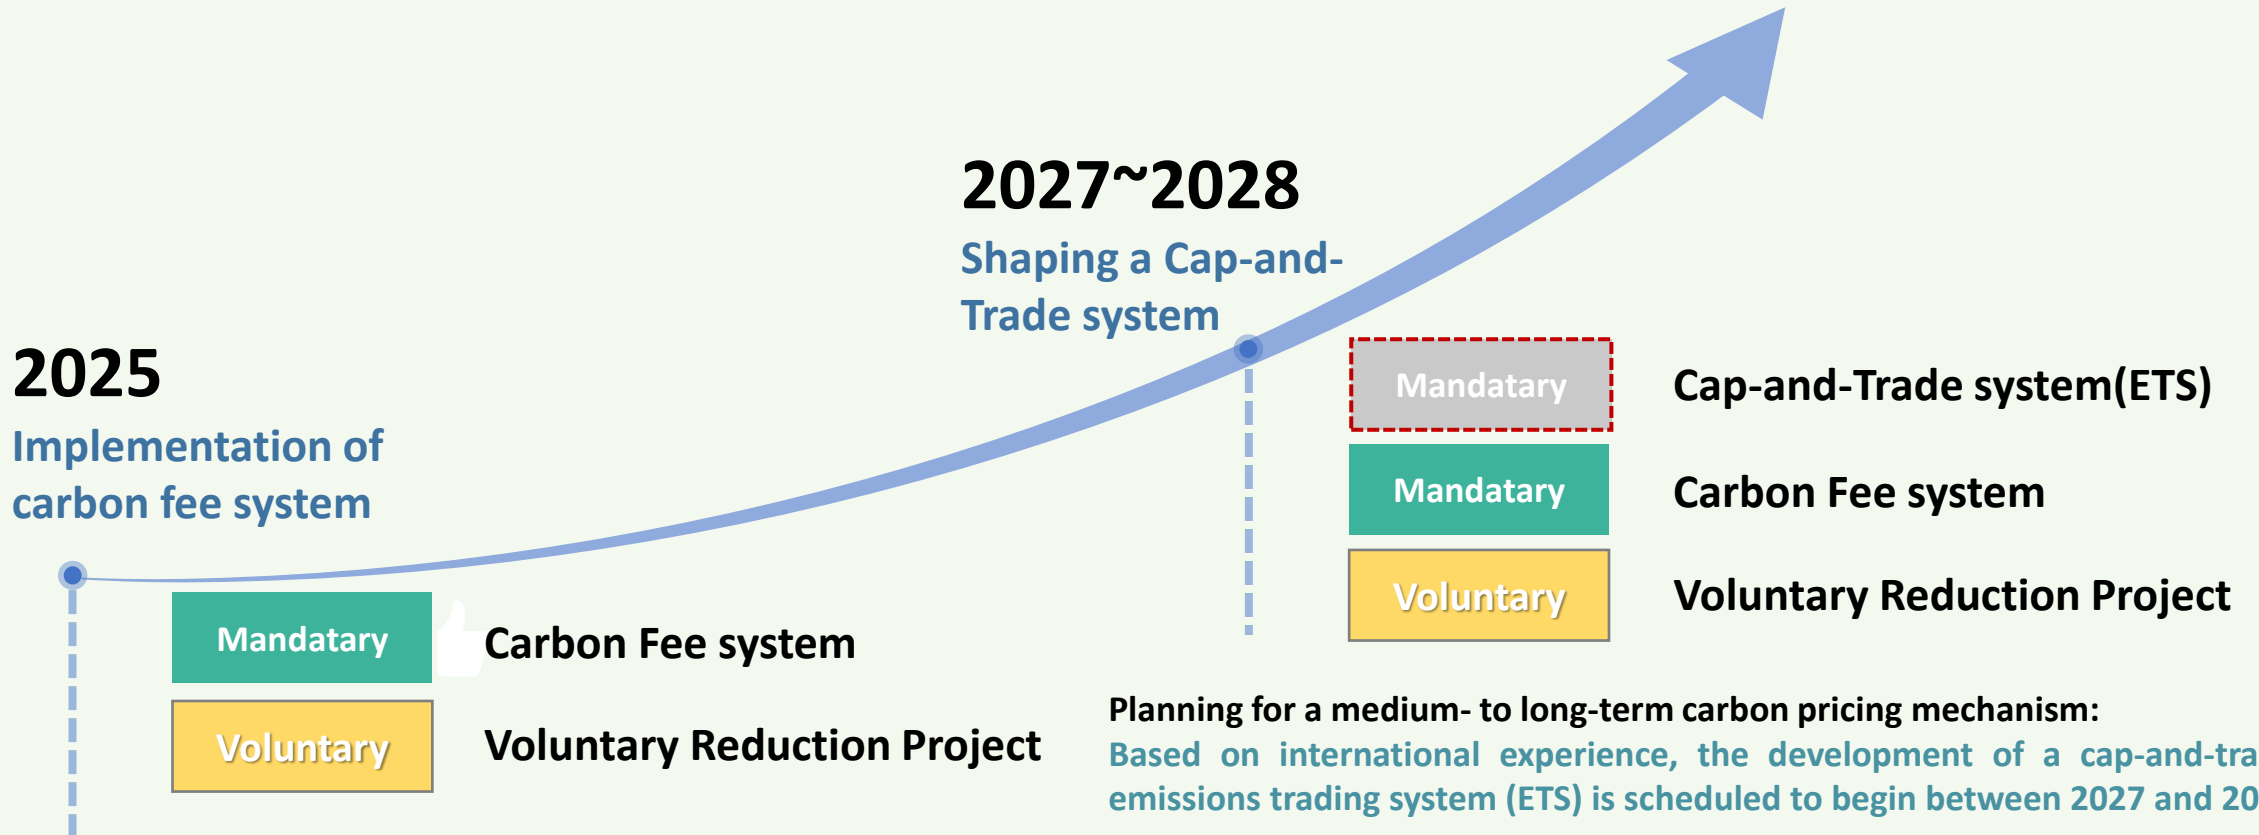 2027~2028
Shaping a Cap-and-
Trade system
2025
Implementation of
carbon fee system
Mandatary
Cap-and-Trade system(ETS)
Mandatary
Carbon Fee system
Voluntary
Voluntary Reduction Project
Mandatary
Carbon Fee system
Voluntary
Voluntary Reduction Project
Planning for a medium- to long-term carbon pricing mechanism:
Based on international experience, the development of a cap-and-tra
emissions trading system (ETS) is scheduled to begin between 2027 and 20